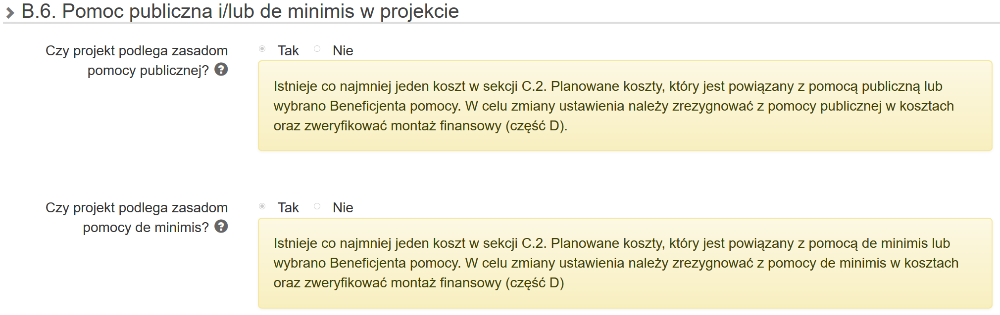 B.6. Pomoc publiczna i/lub de minimis w projekcie
Czy projekt podlega zasadom
pomocy publicznej? ?
Tak Nie
Istnieje co najmniej jeden koszt w sekcji C.2. Planowane koszty, który jest powiązany z pomocą publiczną lub
wybrano Beneficjenta pomocy. W celu zmiany ustawienia należy zrezygnować z pomocy publicznej w kosztach
oraz zweryfikować montaż finansowy (część D).
Czy projekt podlega zasadom
pomocy de minimis? ?
Tak Nie
Istnieje co najmniej jeden koszt w sekcji C.2. Planowane koszty, który jest powiązany z pomocą de minimis lub
wybrano Beneficjenta pomocy. W celu zmiany ustawienia należy zrezygnować z pomocy de minimis w kosztach
oraz zweryfikować montaż finansowy (część D)